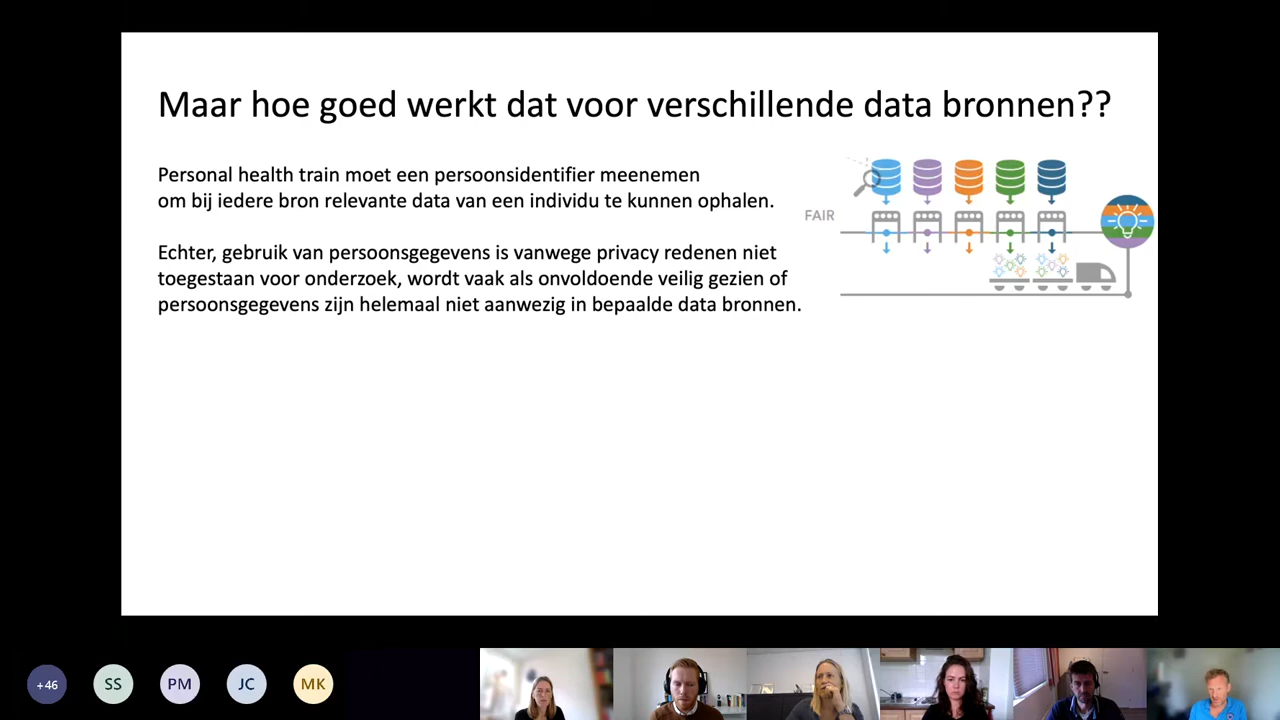 Maar hoe goed werkt dat voor verschillende data bronnen??
Personal health train moet een persoonsidentifier meenemen
om bij iedere bron relevante data van een individu te kunnen ophalen.
FAIR
Echter, gebruik van persoonsgegevens is vanwege privacy redenen niet
toegestaan voor onderzoek, wordt vaak als onvoldoende veilig gezien of
persoonsgegevens zijn helemaal niet aanwezig in bepaalde data bronnen.
+46
SS
PM
JC
MK